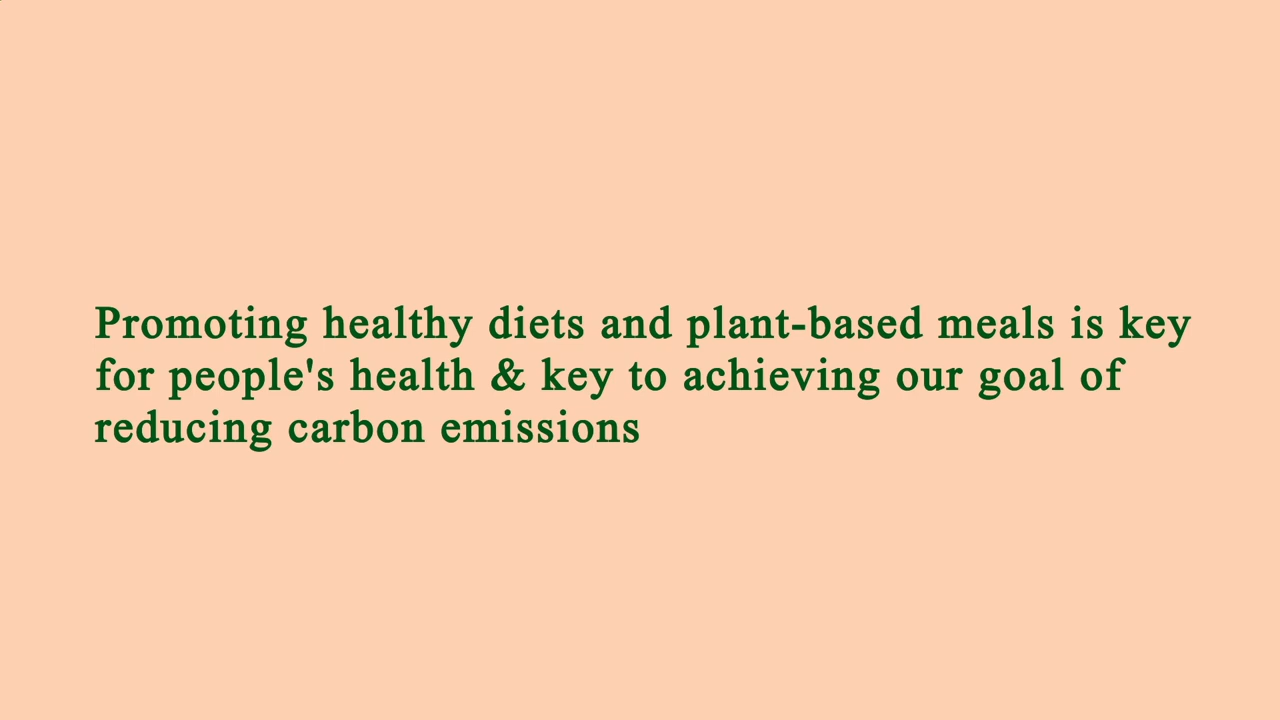 Promoting healthy diets and plant-based meals is key
for people's health & key to achieving our goal of
reducing carbon emissions